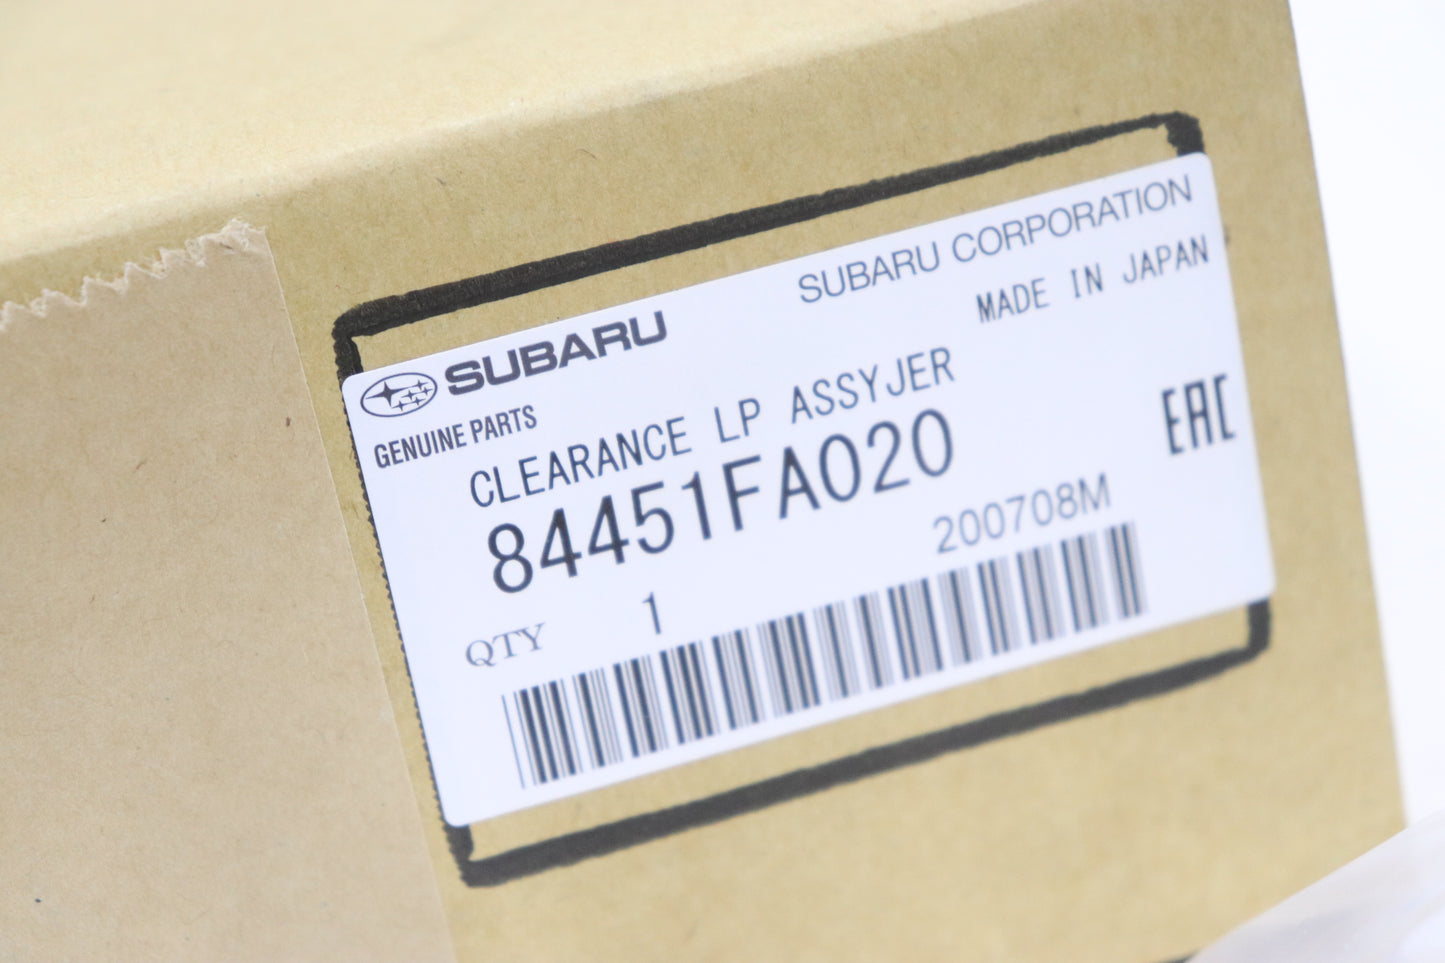 SUBARU CORPORATION
MADE IN JAPAN
SUBARU
GENUINE PARTS
CLEARANCE LP ASSYJER
84451FA020
EAC
200708M
QTY 1